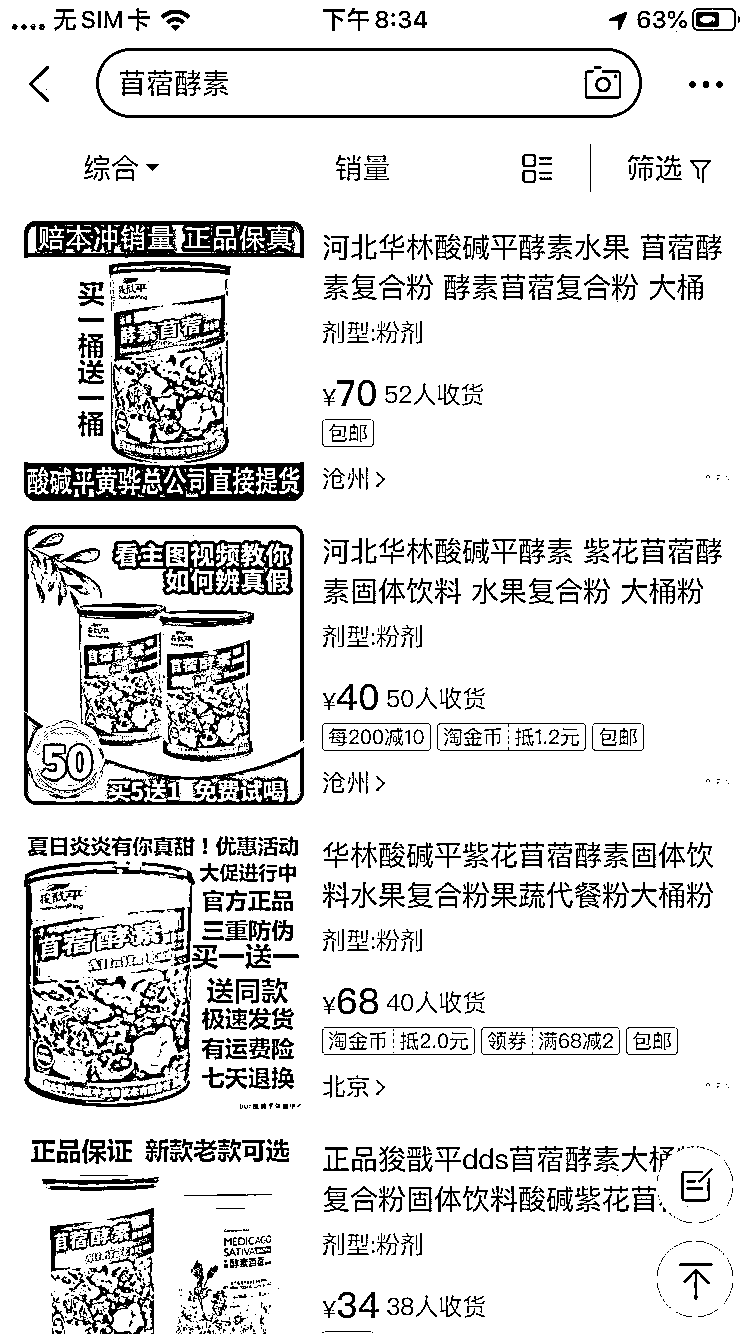 无SIM卡 下午8:34 63%
苜蓿酵素
综合 销量 筛选
赔本冲销量 正品保真
买一桶送一桶
酵素苜蓿
酸碱平黄骅总公司直接提货
河北华林酸碱平酵素水果 苜蓿酵
素复合粉 酵素苜蓿复合粉 大桶
剂型:粉剂
¥70 52人收货
包邮
沧州>
看主图视频教你
如何辨真假
苜蓿酵素
苜蓿酵素
50
买5送1 免费试喝
河北华林酸碱平酵素 紫花苜蓿酵
素固体饮料 水果复合粉 大桶粉
剂型:粉剂
¥40 50人收货
每200减10 淘金币 抵1.2元 包邮
沧州>
夏日炎炎有你真甜！优惠活动
大促进行中
官方正品
三重防伪
买一送一
送同款
极速发货
有运费险
七天退换
苜蓿酵素
华林酸碱平紫花苜蓿酵素固体饮
料水果复合粉果蔬代餐粉大桶粉
剂型:粉剂
¥68 40人收货
淘金币 抵2.0元 领券 满68减2 包邮
北京>
正品保证 新款老款可选
苜蓿酵素
MEDICAGO
SATIVA
正品狻戬平dds苜蓿酵素大桶
复合粉固体饮料酸碱紫花苜
剂型:粉剂
¥34 38人收货